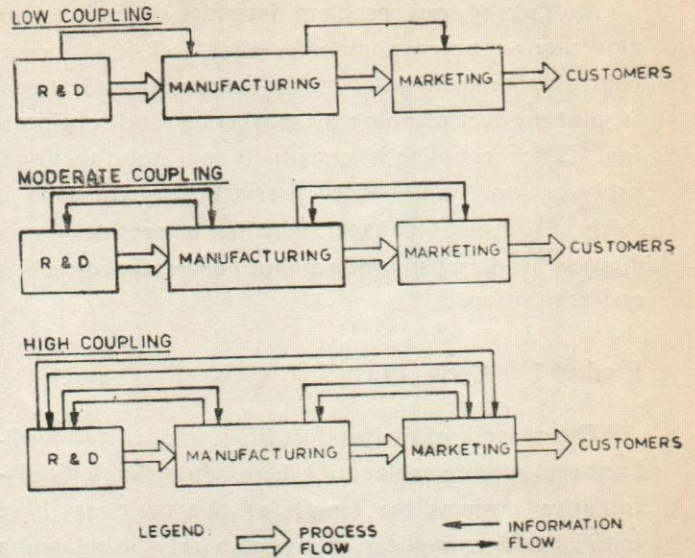 LOW COUPLING
R & D
MANUFACTURING
MARKETING
CUSTOMERS
MODERATE COUPLING
R & D
MANUFACTURING
MARKETING
CUSTOMERS
HIGH COUPLING
R & D
MANUFACTURING
MARKETING
CUSTOMERS
LEGEND: PROCESS FLOW
INFORMATION FLOW